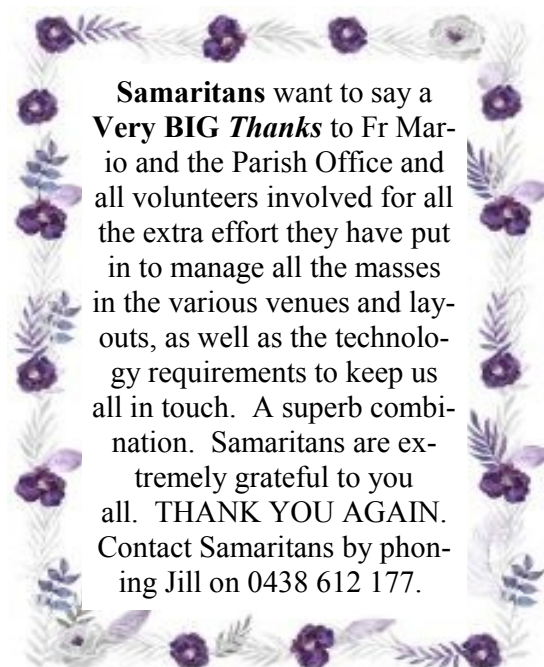 Samaritans want to say a
Very BIG Thanks to Fr Mar-
io and the Parish Office and
all volunteers involved for all
the extra effort they have put
in to manage all the masses
in the various venues and lay-
outs, as well as the technolo-
gy requirements to keep us
all in touch.  A superb combi-
nation.  Samaritans are ex-
tremely grateful to you
all.  THANK YOU AGAIN.
Contact Samaritans by phon-
ing Jill on 0438 612 177.